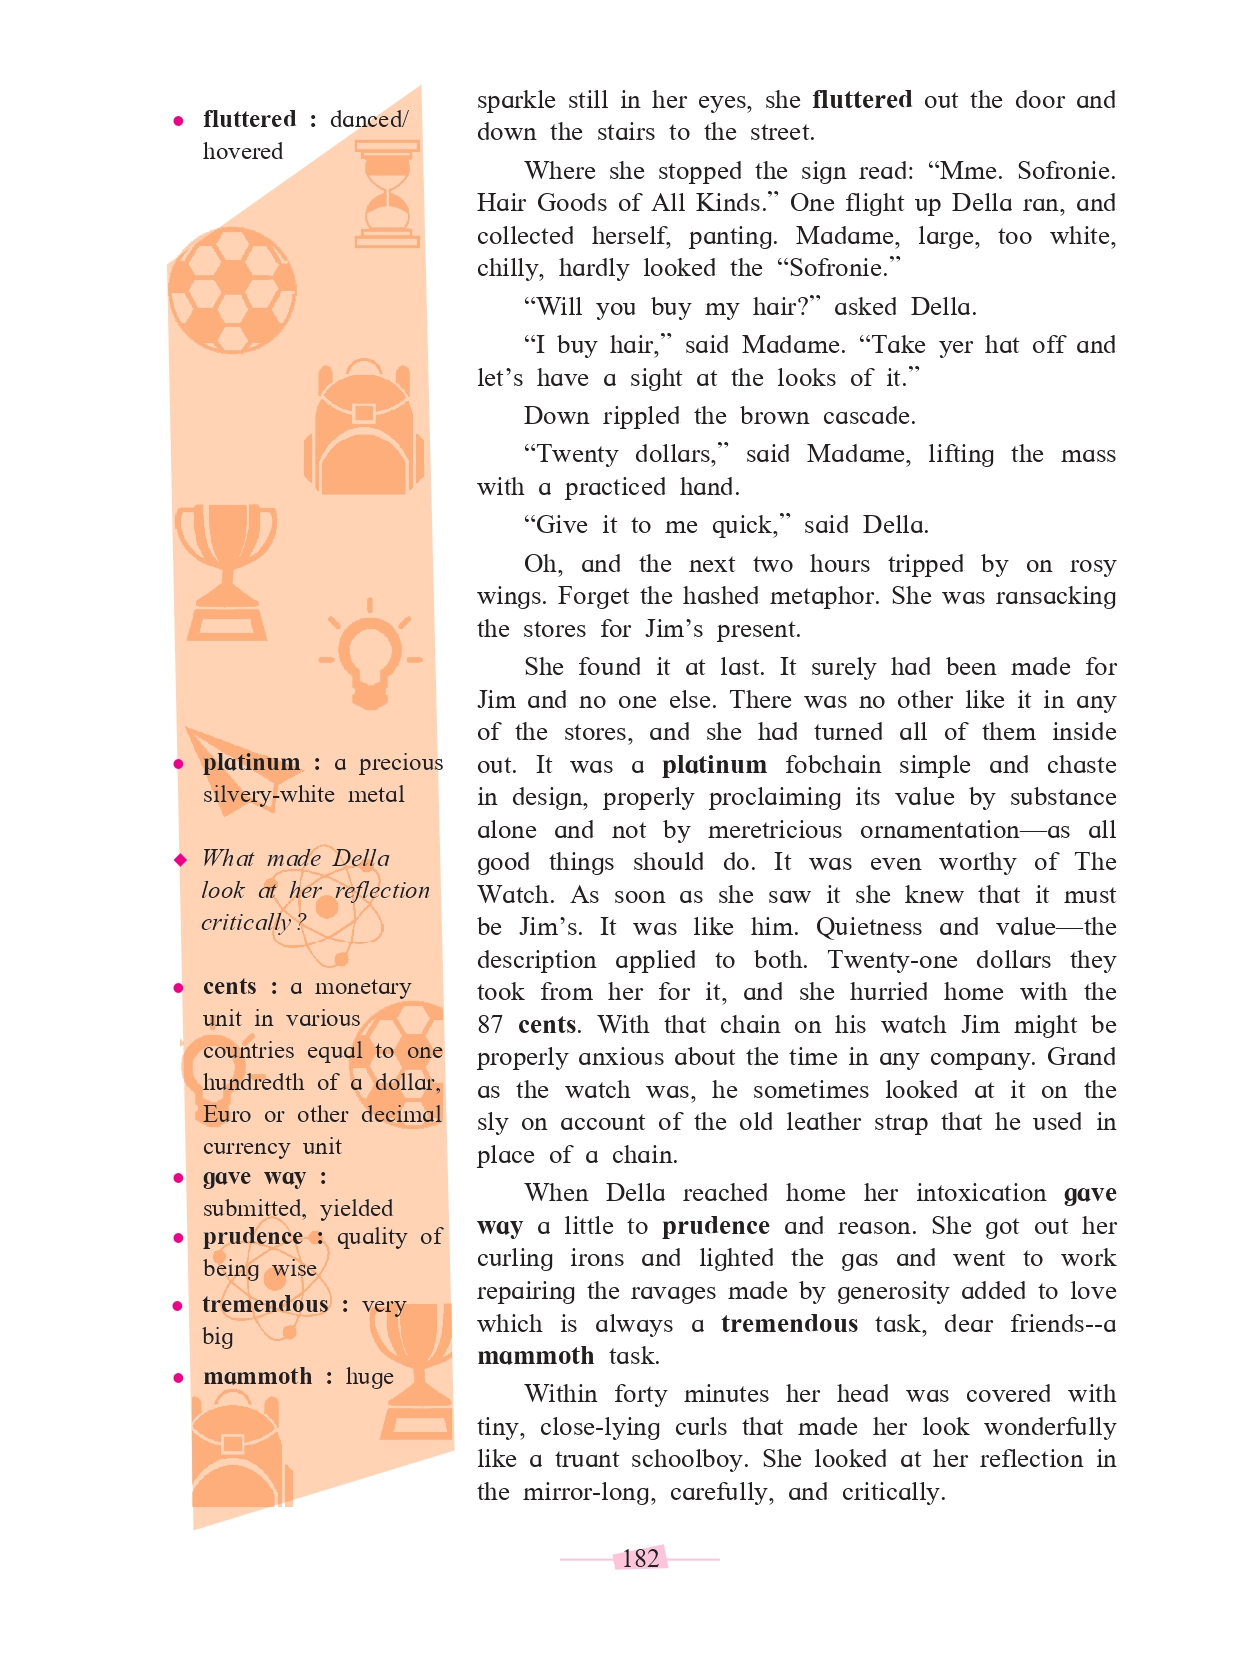 • fluttered : danced/
hovered
• platinum : a precious
silvery-white metal
◆ What made Della
look at her reflection
critically?
• cents : a monetary
unit in various
countries equal to one
hundredth of a dollar,
Euro or other decimal
currency unit
• gave way :
submitted, yielded
• prudence : quality of
being wise
• tremendous : very
big
• mammoth : huge
sparkle still in her eyes, she fluttered out the door and
down the stairs to the street.
Where she stopped the sign read: “Mme. Sofronie.
Hair Goods of All Kinds.” One flight up Della ran, and
collected herself, panting. Madame, large, too white,
chilly, hardly looked the “Sofronie.”
“Will you buy my hair?” asked Della.
“I buy hair,” said Madame. “Take yer hat off and
let’s have a sight at the looks of it.”
Down rippled the brown cascade.
“Twenty dollars,” said Madame, lifting the mass
with a practiced hand.
“Give it to me quick,” said Della.
Oh, and the next two hours tripped by on rosy
wings. Forget the hashed metaphor. She was ransacking
the stores for Jim’s present.
She found it at last. It surely had been made for
Jim and no one else. There was no other like it in any
of the stores, and she had turned all of them inside
out. It was a platinum fobchain simple and chaste
in design, properly proclaiming its value by substance
alone and not by meretricious ornamentation—as all
good things should do. It was even worthy of The
Watch. As soon as she saw it she knew that it must
be Jim’s. It was like him. Quietness and value—the
description applied to both. Twenty-one dollars they
took from her for it, and she hurried home with the
87 cents. With that chain on his watch Jim might be
properly anxious about the time in any company. Grand
as the watch was, he sometimes looked at it on the
sly on account of the old leather strap that he used in
place of a chain.
When Della reached home her intoxication gave
way a little to prudence and reason. She got out her
curling irons and lighted the gas and went to work
repairing the ravages made by generosity added to love
which is always a tremendous task, dear friends--a
mammoth task.
Within forty minutes her head was covered with
tiny, close-lying curls that made her look wonderfully
like a truant schoolboy. She looked at her reflection in
the mirror-long, carefully, and critically.
182